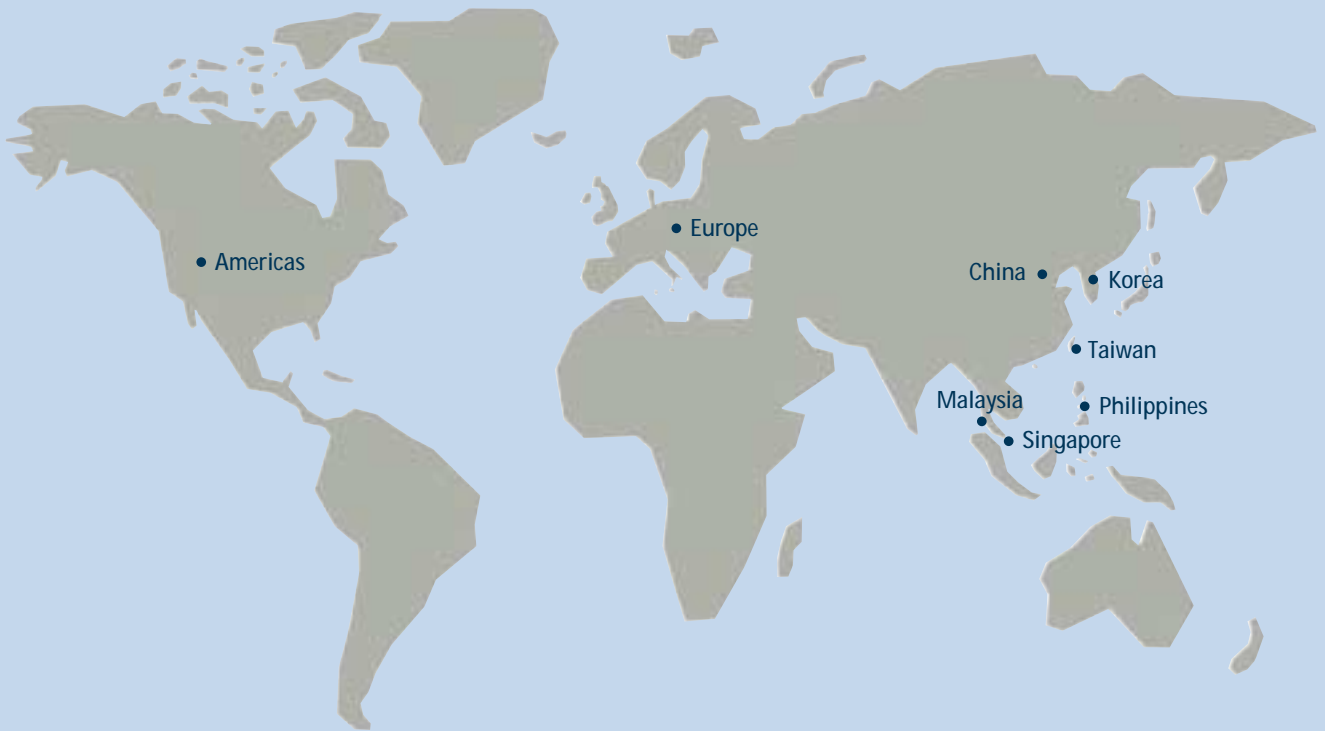 Europe
Americas
China
Korea
Taiwan
Malaysia
Philippines
Singapore